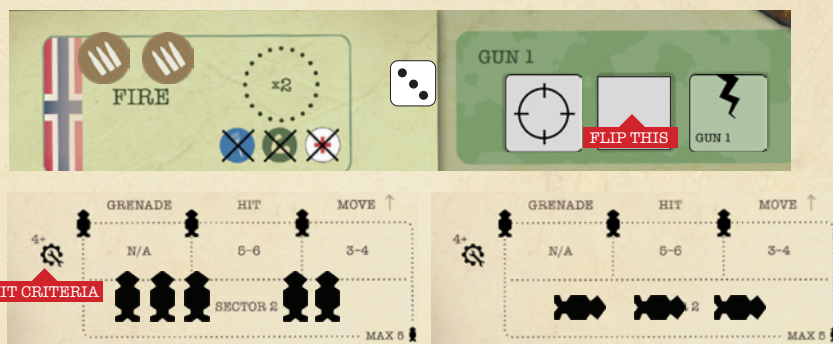 GUN 1
x2
FIRE
FLIP THIS
GUN 1
GRENADE HIT MOVE ↑
4+
N/A 5-6 3-4
IT CRITERIA
SECTOR 2
MAX 5
GRENADE HIT MOVE ↑
4+
N/A 5-6 3-4
2
MAX 5